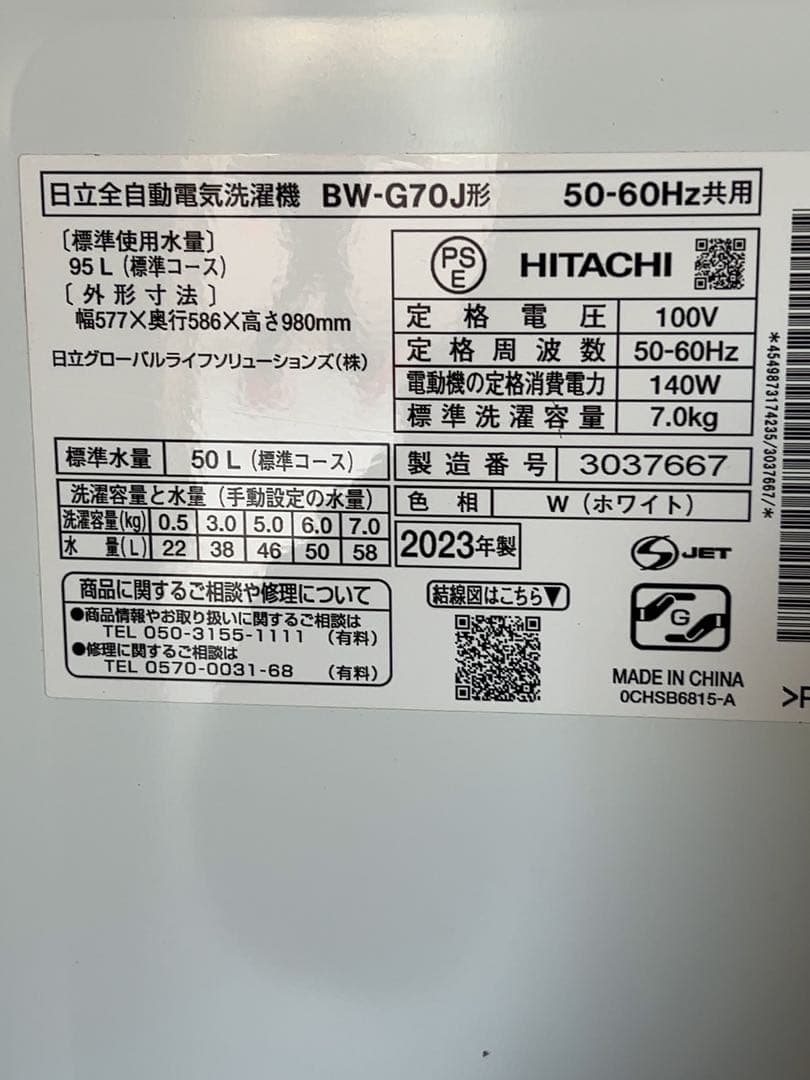 日立全自動電気洗濯機 BW-G70J形 50-60Hz共用
〔標準使用水量〕
95 L (標準コース)
〔外形寸法〕
幅577×奥行586×高さ980mm
日立グローバルライフソリューションズ(株)
PS
E
HITACHI
定格電圧 100V
定格周波数 50-60Hz
電動機の定格消費電力 140W
標準洗濯容量 7.0kg
標準水量 50 L (標準コース)
洗濯容量と水量 (手動設定の水量)
洗濯容量(kg) 0.5 3.0 5.0 6.0 7.0
水量(L) 22 38 46 50 58
製造番号 3037667
色相 W (ホワイト)
2023年製
S JET
商品に関するご相談や修理について
●商品情報やお取り扱いに関するご相談は
TEL 050-3155-1111 (有料)
●修理に関するご相談は
TEL 0570-0031-68 (有料)
結線図はこちら▼
G
MADE IN CHINA
0CHSB6815-A
*4549873174235/3037667/*
>P